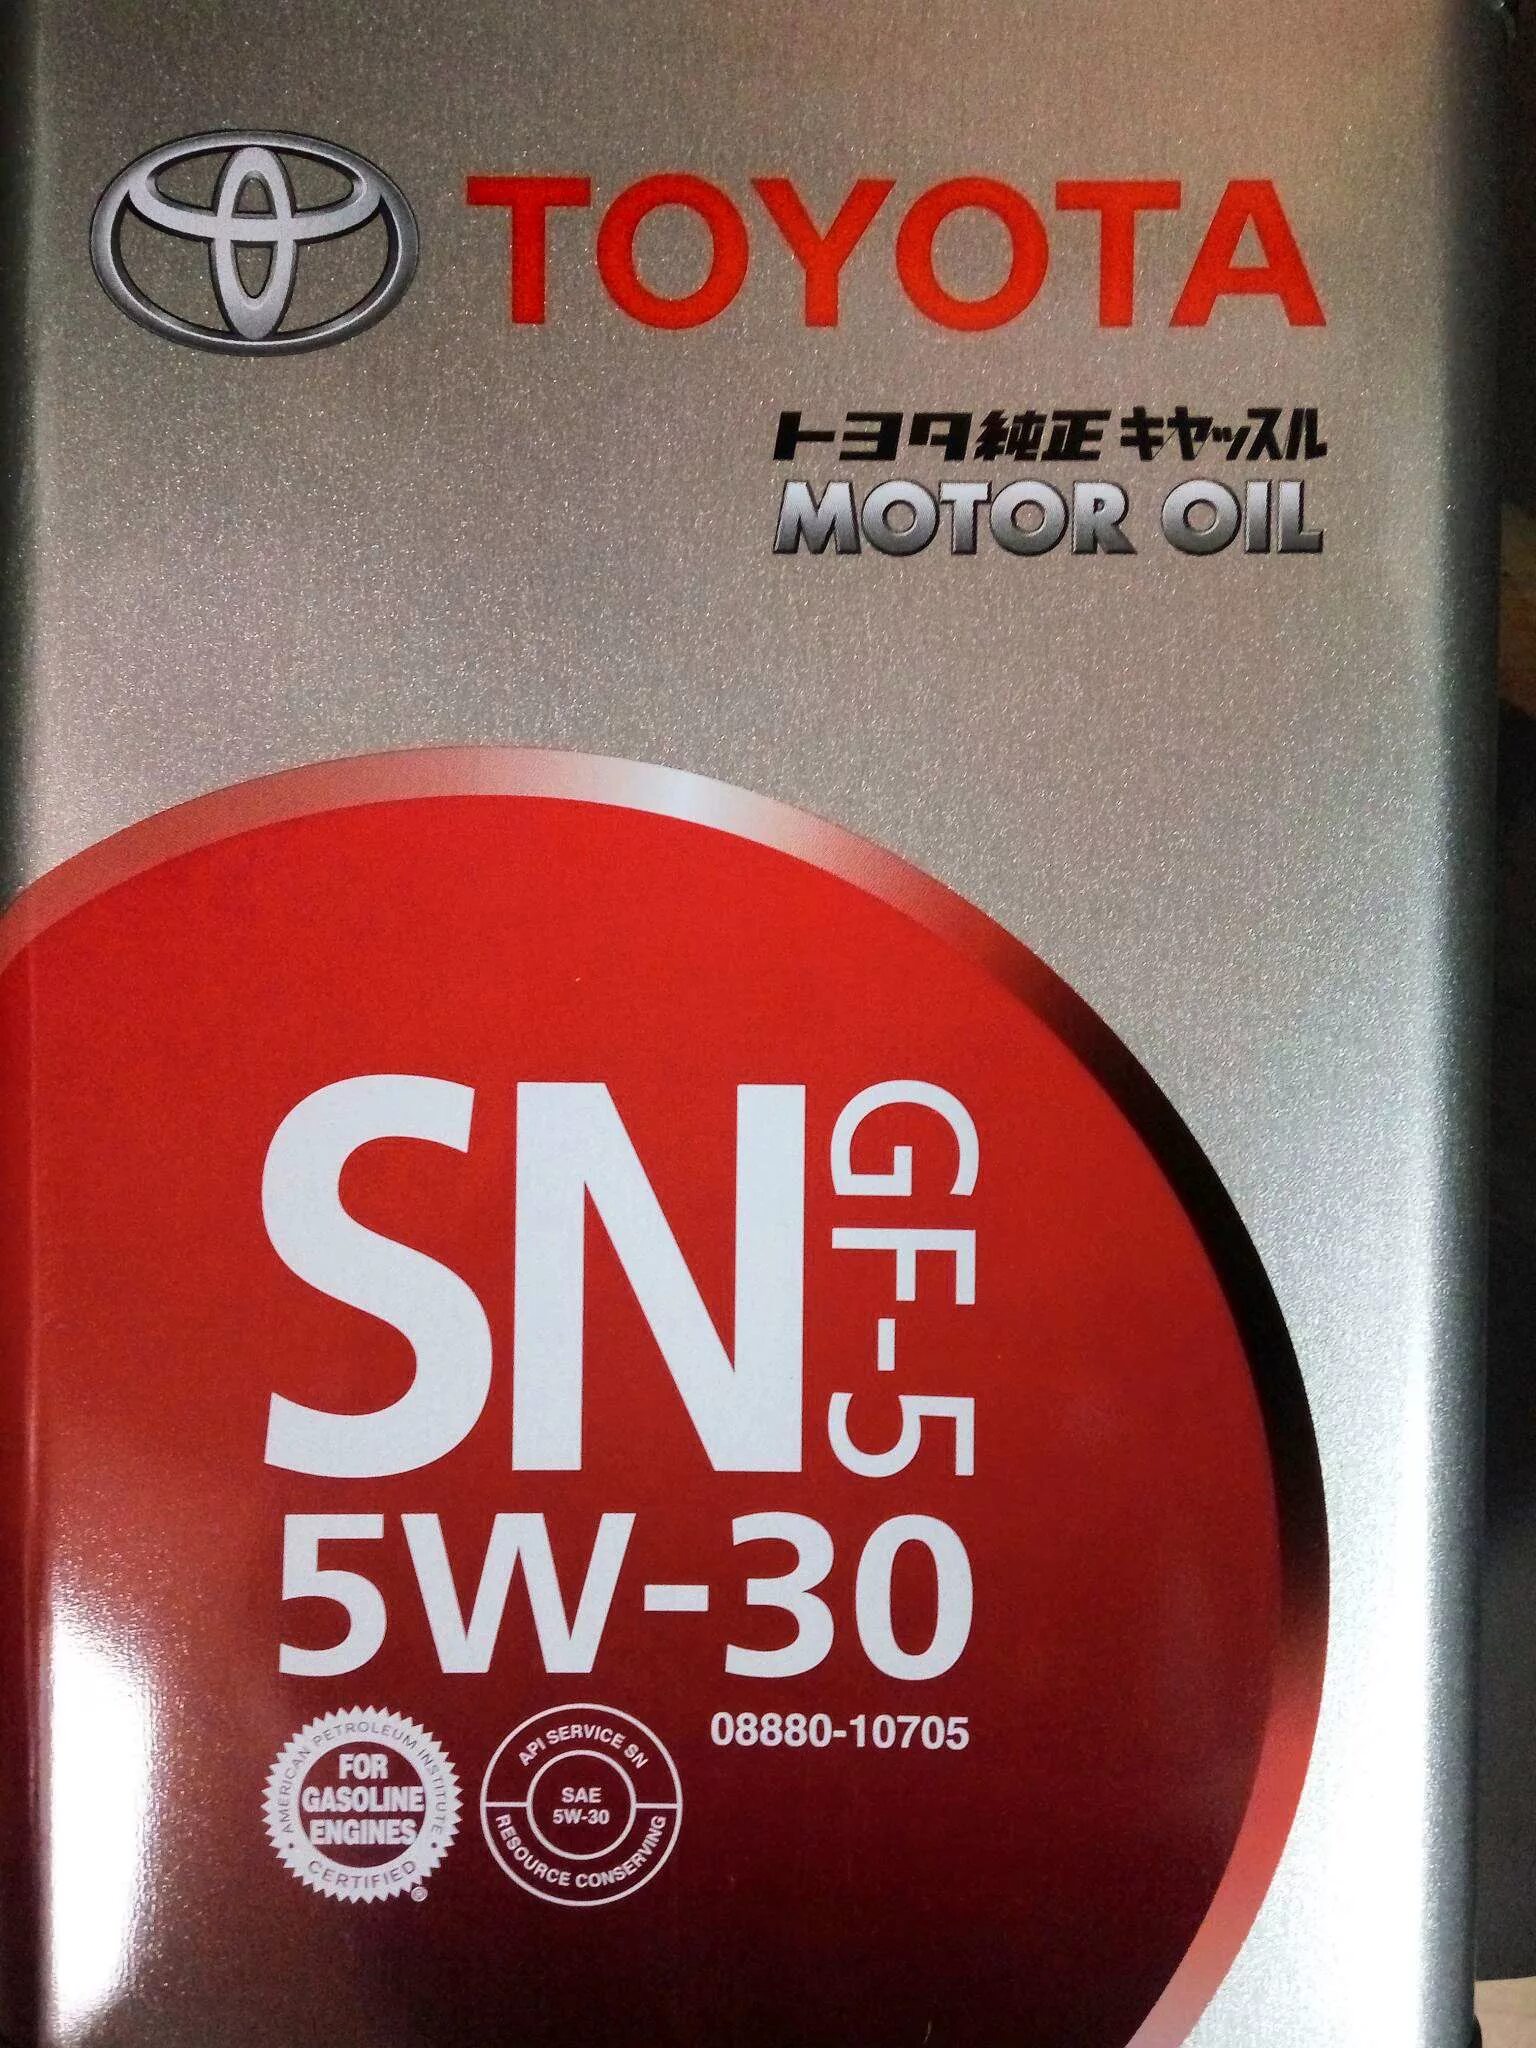 TOYOTA
トヨタ純正キヤッスル
MOTOR OIL
SN
GF-5
5W-30
08880-10705
AMERICAN PETROLEUM INSTITUTE
FOR
GASOLINE
ENGINES
CERTIFIED
®
API SERVICE SN
SAE
5W-30
RESOURCE CONSERVING